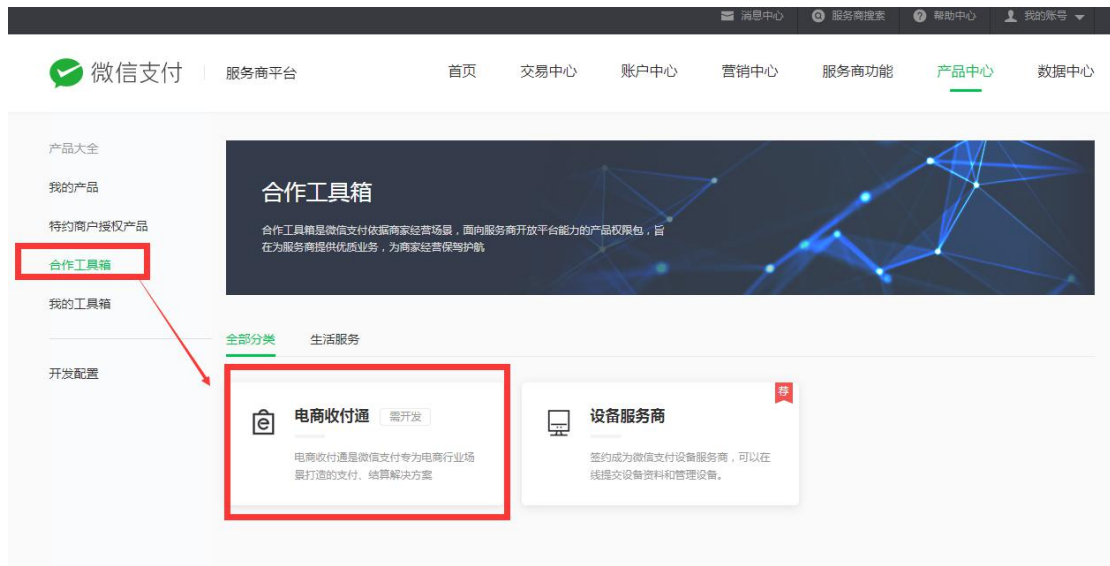 消息中心 服务商搜索 帮助中心 我的账号
微信支付 服务商平台 首页 交易中心 账户中心 营销中心 服务商功能 产品中心 数据中心
产品大全
我的产品
特约商户授权产品
合作工具箱
我的工具箱
开发配置
合作工具箱
合作工具箱是微信支付依据商家经营场景，面向服务商开放平台能力的产品权限包，旨
在为服务商提供优质业务，为商家经营保驾护航
全部分类 生活服务
电商收付通 需开发
电商收付通是微信支付专为电商行业场
景打造的支付、结算解决方案
荐
设备服务商
签约成为微信支付设备服务商，可以在
线提交设备资料和管理设备。